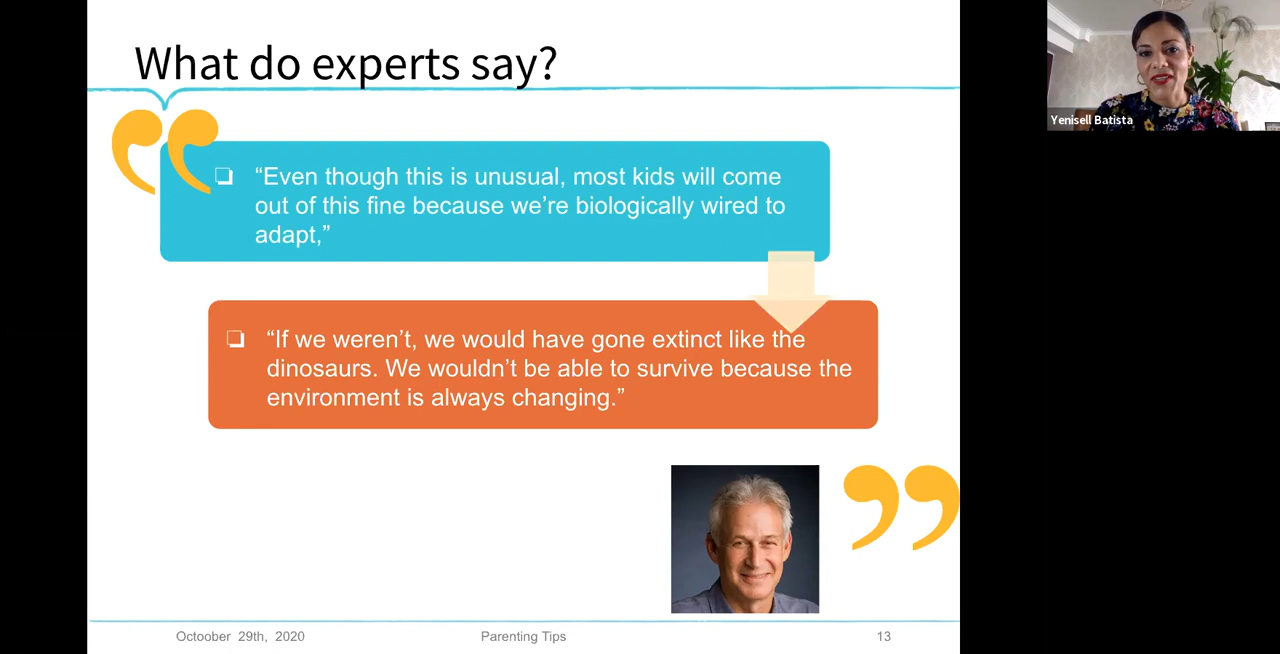 What do experts say?
“Even though this is unusual, most kids will come
out of this fine because we’re biologically wired to
adapt,”
“If we weren’t, we would have gone extinct like the
dinosaurs. We wouldn’t be able to survive because the
environment is always changing.”
Octoober 29th, 2020
Parenting Tips
13
Yenisell Batista